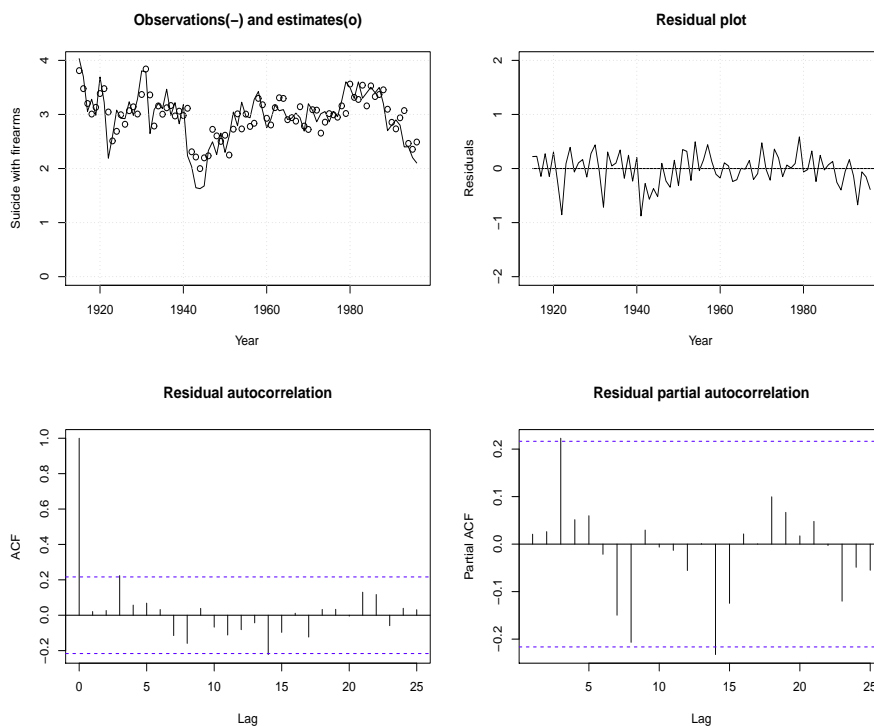 Observations(−) and estimates(o)
Suicide with firearms
4
3
2
1
0
1920 1940 1960 1980
Year
Residual plot
Residuals
2
1
0
−1
−2
1920 1940 1960 1980
Year
Residual autocorrelation
ACF
1.0
0.8
0.6
0.4
0.2
0.0
−0.2
0 5 10 15 20 25
Lag
Residual partial autocorrelation
Partial ACF
0.2
0.1
0.0
−0.1
−0.2
5 10 15 20 25
Lag